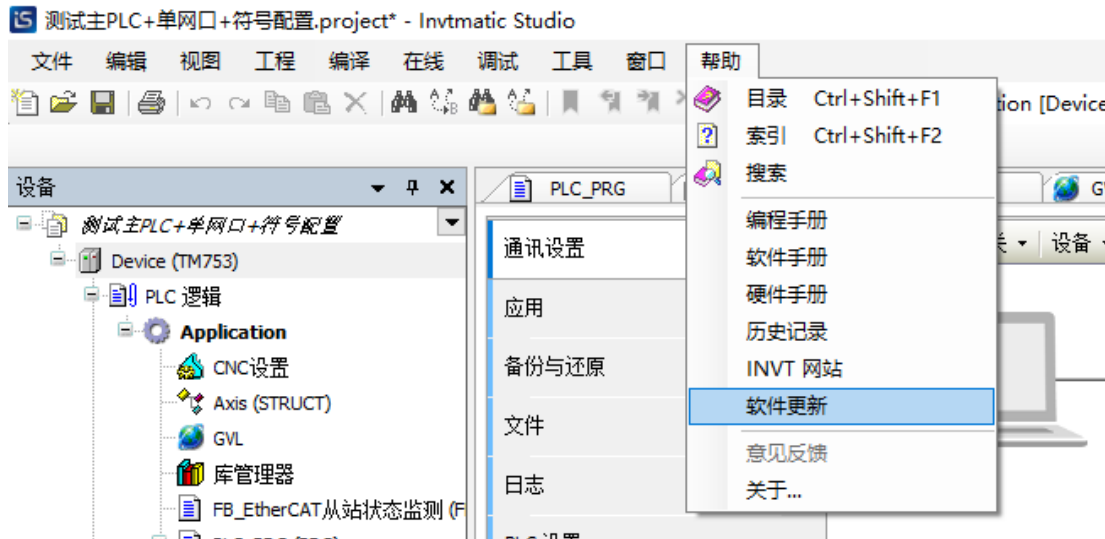 测试主PLC+单网口+符号配置.project* - Invtmatic Studio
文件 编辑 视图 工程 编译 在线 调试 工具 窗口 帮助
目录 Ctrl+Shift+F1
tion [Device
索引 Ctrl+Shift+F2
搜索
编程手册
软件手册
硬件手册
历史记录
INVT 网站
软件更新
意见反馈
关于...
设备
测试主PLC+单网口+符号配置
Device (TM753)
PLC 逻辑
Application
CNC设置
Axis (STRUCT)
GVL
库管理器
FB_EtherCAT从站状态监测 (F
PLC_PRG
G
通讯设置
设备
应用
备份与还原
文件
日志